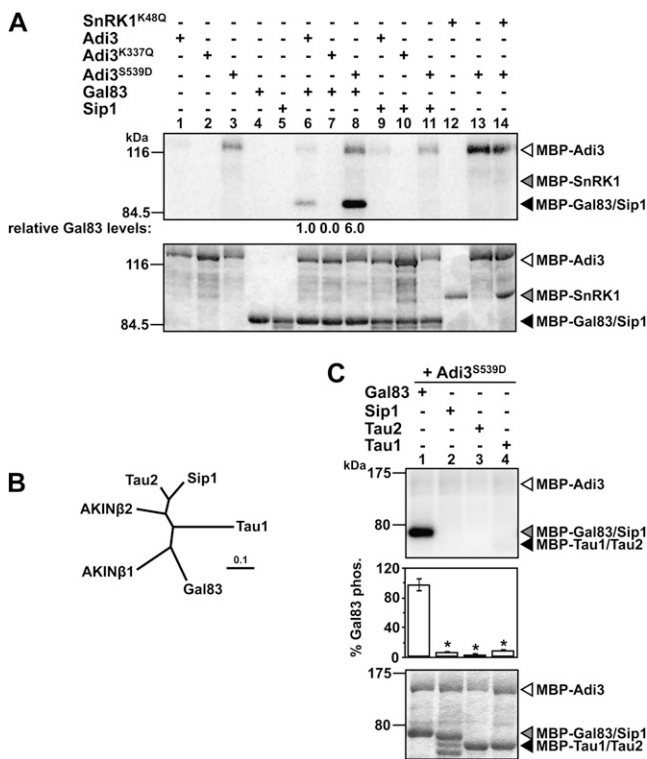 A
SnRK1K48Q - - - - - - - - - - - + - +
Adi3 + - - - - + - - + - - - - -
Adi3K337Q - + - - - - + - - + - - - -
Adi3S539D - - + - - - - + - - + - + +
Gal83 - - - + - + + + - - - - - -
Sip1 - - - - + - - - + + + - - -
1 2 3 4 5 6 7 8 9 10 11 12 13 14
kDa
116
MBP-Adi3
MBP-SnRK1
84.5
MBP-Gal83/Sip1
relative Gal83 levels: 1.0 0.0 6.0
116
MBP-Adi3
MBP-SnRK1
84.5
MBP-Gal83/Sip1
B
Tau2
Sip1
AKINβ2
Tau1
AKINβ1
Gal83
0.1
C
+ Adi3S539D
Gal83 + - - -
Sip1 - + - -
Tau2 - - + -
Tau1 - - - +
1 2 3 4
kDa
175
MBP-Adi3
80
MBP-Gal83/Sip1
MBP-Tau1/Tau2
% Gal83 phos.
120
80
40
0
* * *
175
MBP-Adi3
80
MBP-Gal83/Sip1
MBP-Tau1/Tau2